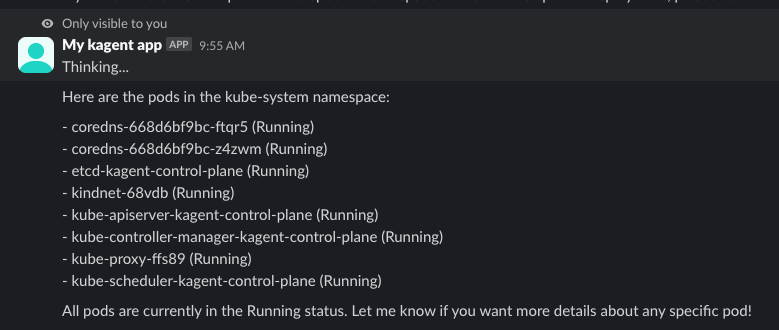 Only visible to you
My kagent app APP 9:55 AM
Thinking...
Here are the pods in the kube-system namespace:
- coredns-668d6bf9bc-ftqr5 (Running)
- coredns-668d6bf9bc-z4zwm (Running)
- etcd-kagent-control-plane (Running)
- kindnet-68vdb (Running)
- kube-apiserver-kagent-control-plane (Running)
- kube-controller-manager-kagent-control-plane (Running)
- kube-proxy-ffs89 (Running)
- kube-scheduler-kagent-control-plane (Running)
All pods are currently in the Running status. Let me know if you want more details about any specific pod!